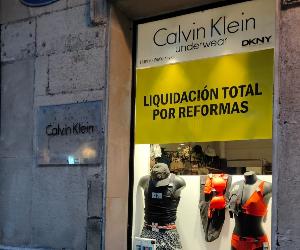 Calvin Klein
underwear
DKNY
LIQUIDACIÓN TOTAL
POR REFORMAS
Calvin Klein